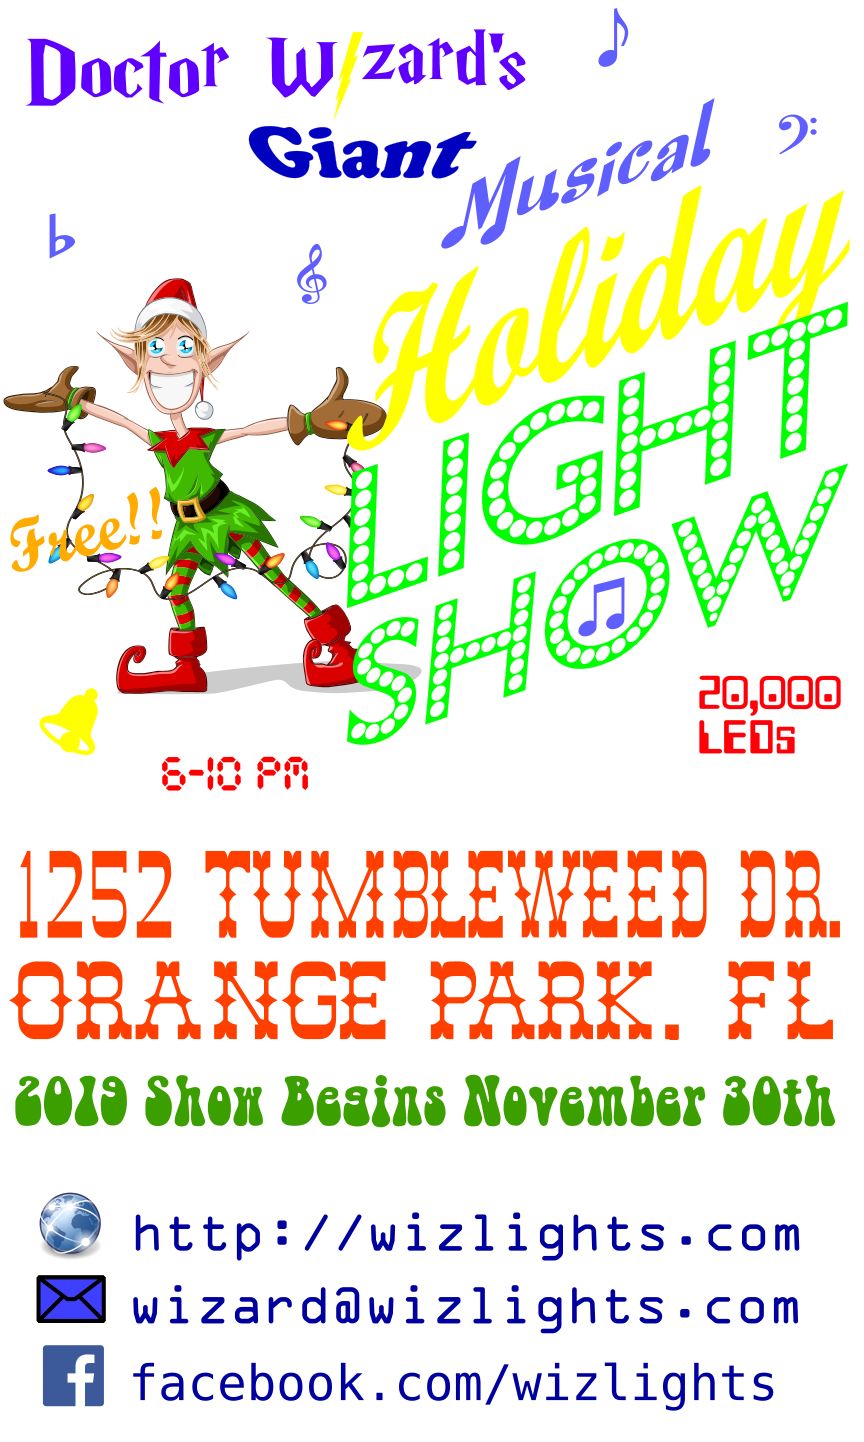 Doctor Wizard's
Giant
Musical
Holiday
LIGHT
SHOW
Free!!
20,000
LEDs
6-10 PM
1252 TUMBLEWEED DR.
ORANGE PARK. FL
2019 Show Begins November 30th
http://wizlights.com
wizard@wizlights.com
facebook.com/wizlights